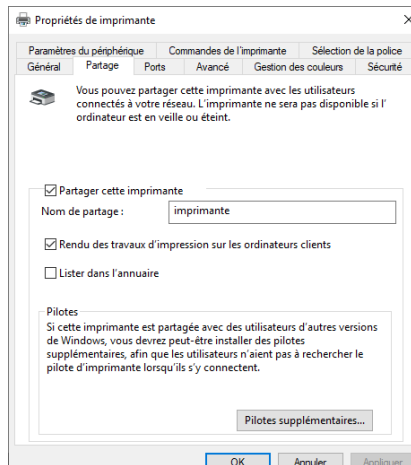 Propriétés de imprimante
Paramètres du périphérique Commandes de l'imprimante Sélection de la police
Général Partage Ports Avancé Gestion des couleurs Sécurité
Vous pouvez partager cette imprimante avec les utilisateurs
connectés à votre réseau. L'imprimante ne sera pas disponible si l'
ordinateur est en veille ou éteint.
Partager cette imprimante
Nom de partage : imprimante
Rendu des travaux d'impression sur les ordinateurs clients
Lister dans l'annuaire
Pilotes
Si cette imprimante est partagée avec des utilisateurs d'autres versions
de Windows, vous devrez peut-être installer des pilotes
supplémentaires, afin que les utilisateurs n'aient pas à rechercher le
pilote d'imprimante lorsqu'ils s'y connectent.
Pilotes supplémentaires...
OK Annuler Appliquer